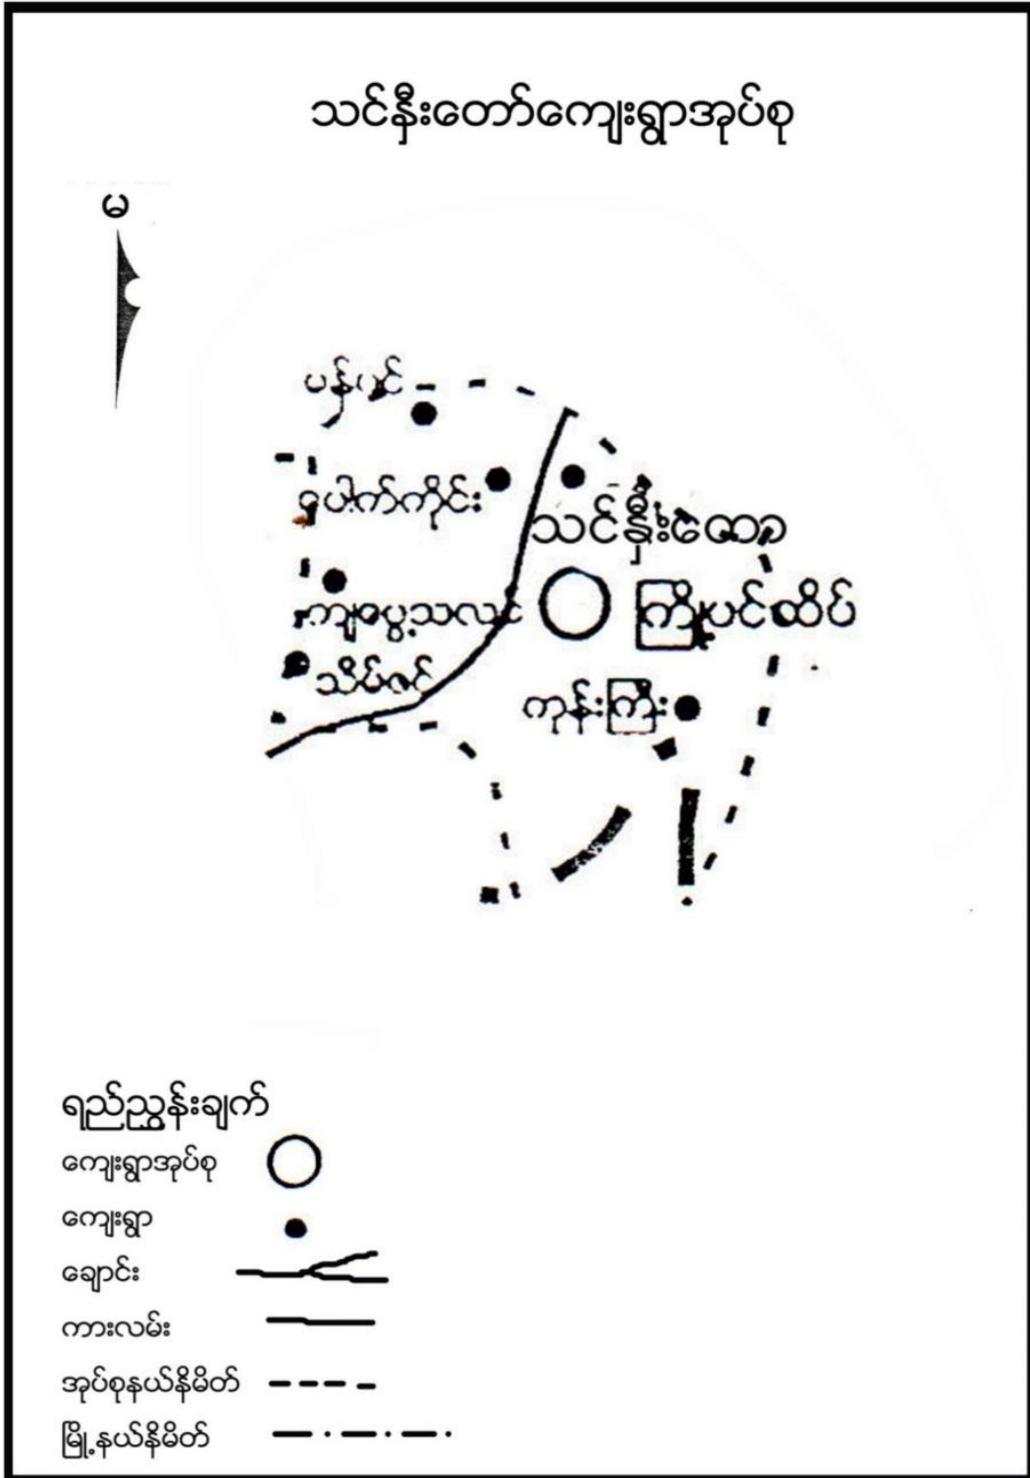 သင်နှီးတော်ကျေးရွာအုပ်စု
မ
ပန်ပွင်
ပေါက်ကိုင်း
သင်နှီးတော
ကျပွေ့သလင်
ကြို့ပင်ထိပ်
သိမ်ဇင်
ကုန်းကြီး
ရည်ညွှန်းချက်
ကျေးရွာအုပ်စု
ကျေးရွာ
ချောင်း
ကားလမ်း
အုပ်စုနယ်နိမိတ်
မြို့နယ်နိမိတ်